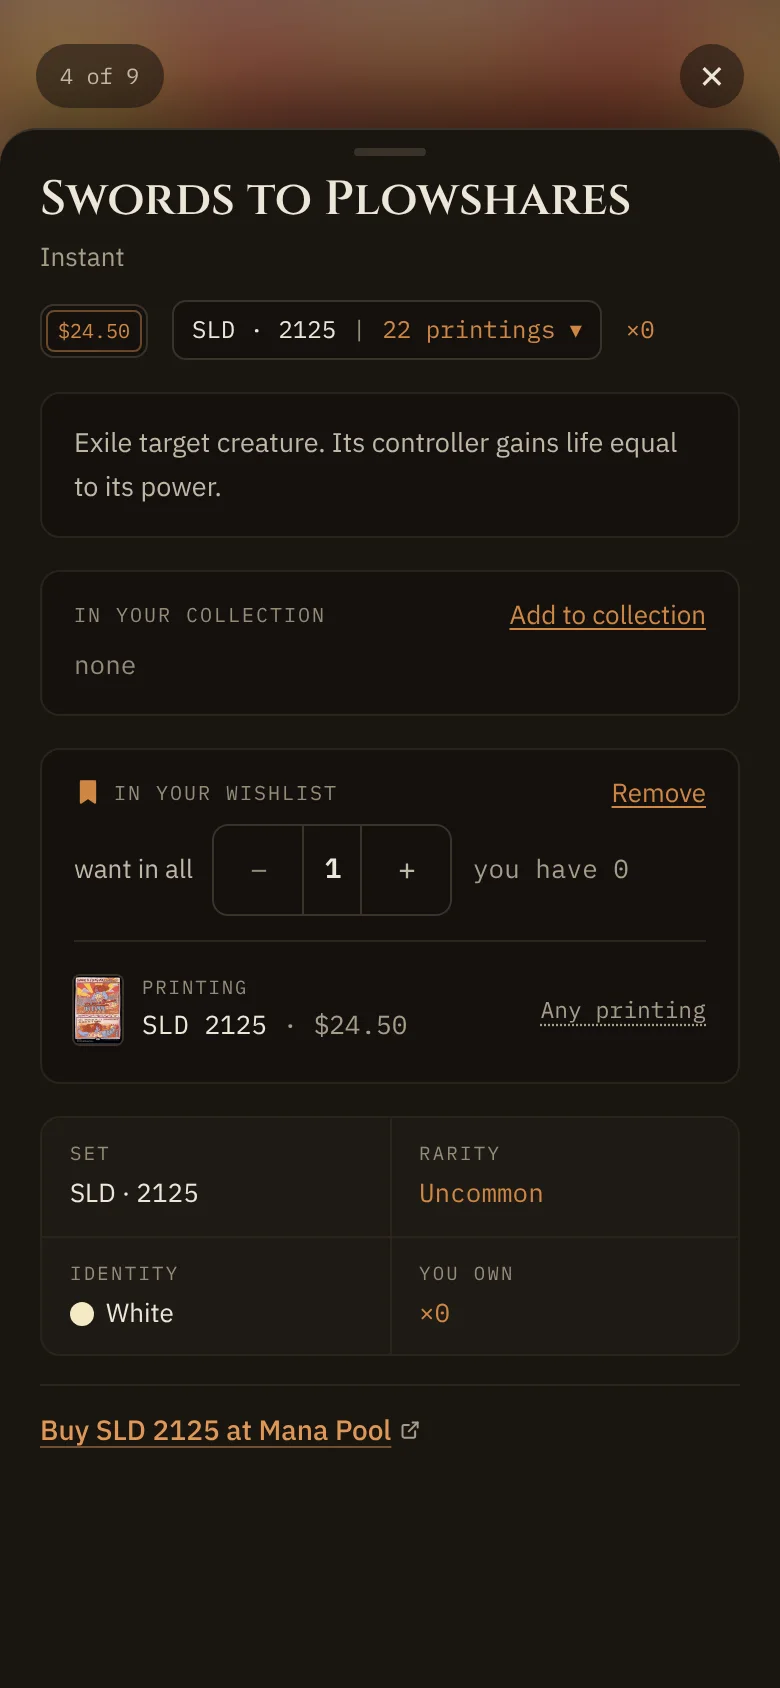 4 of 9
Swords to Plowshares
Instant
$24.50
SLD · 2125 | 22 printings ▼
×0
Exile target creature. Its controller gains life equal
to its power.
IN YOUR COLLECTION
Add to collection
none
IN YOUR WISHLIST
Remove
want in all
− 1 +
you have 0
PRINTING
SLD 2125 · $24.50
Any printing
SET
SLD · 2125
RARITY
Uncommon
IDENTITY
White
YOU OWN
×0
Buy SLD 2125 at Mana Pool